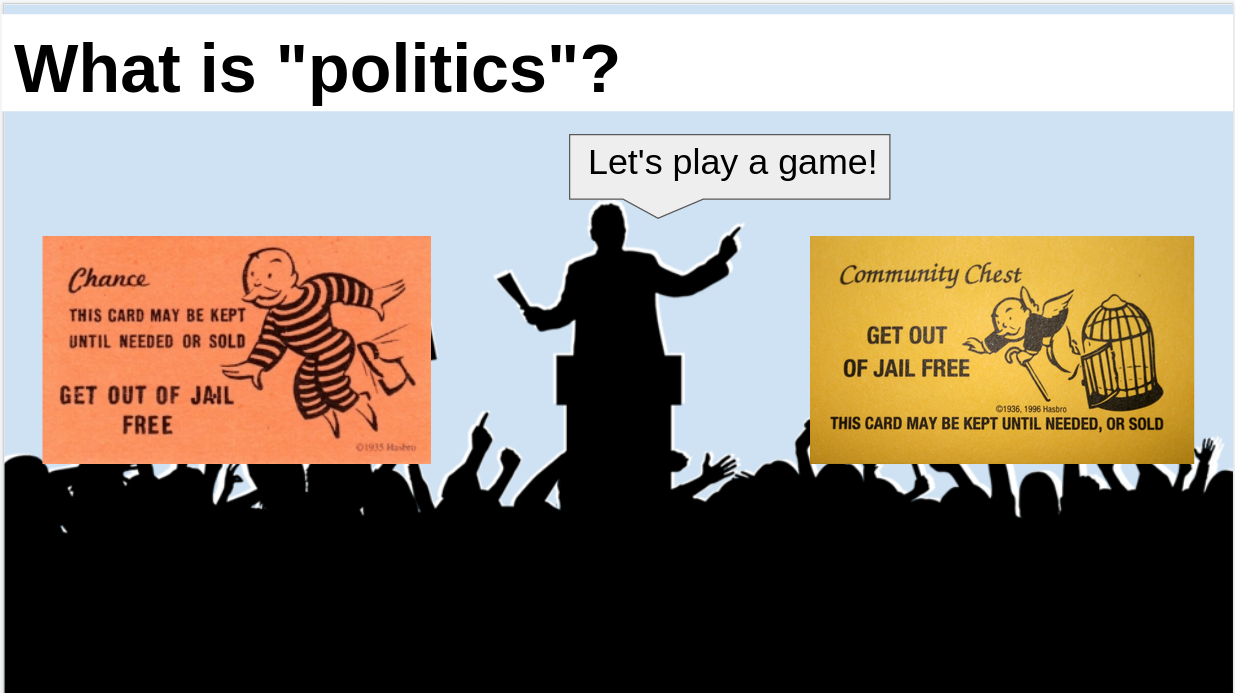 What is "politics"?
Let's play a game!
Chance
THIS CARD MAY BE KEPT
UNTIL NEEDED OR SOLD
GET OUT OF JAIL
FREE
©1935 Hasbro
Community Chest
GET OUT
OF JAIL FREE
©1936, 1996 Hasbro
THIS CARD MAY BE KEPT UNTIL NEEDED, OR SOLD